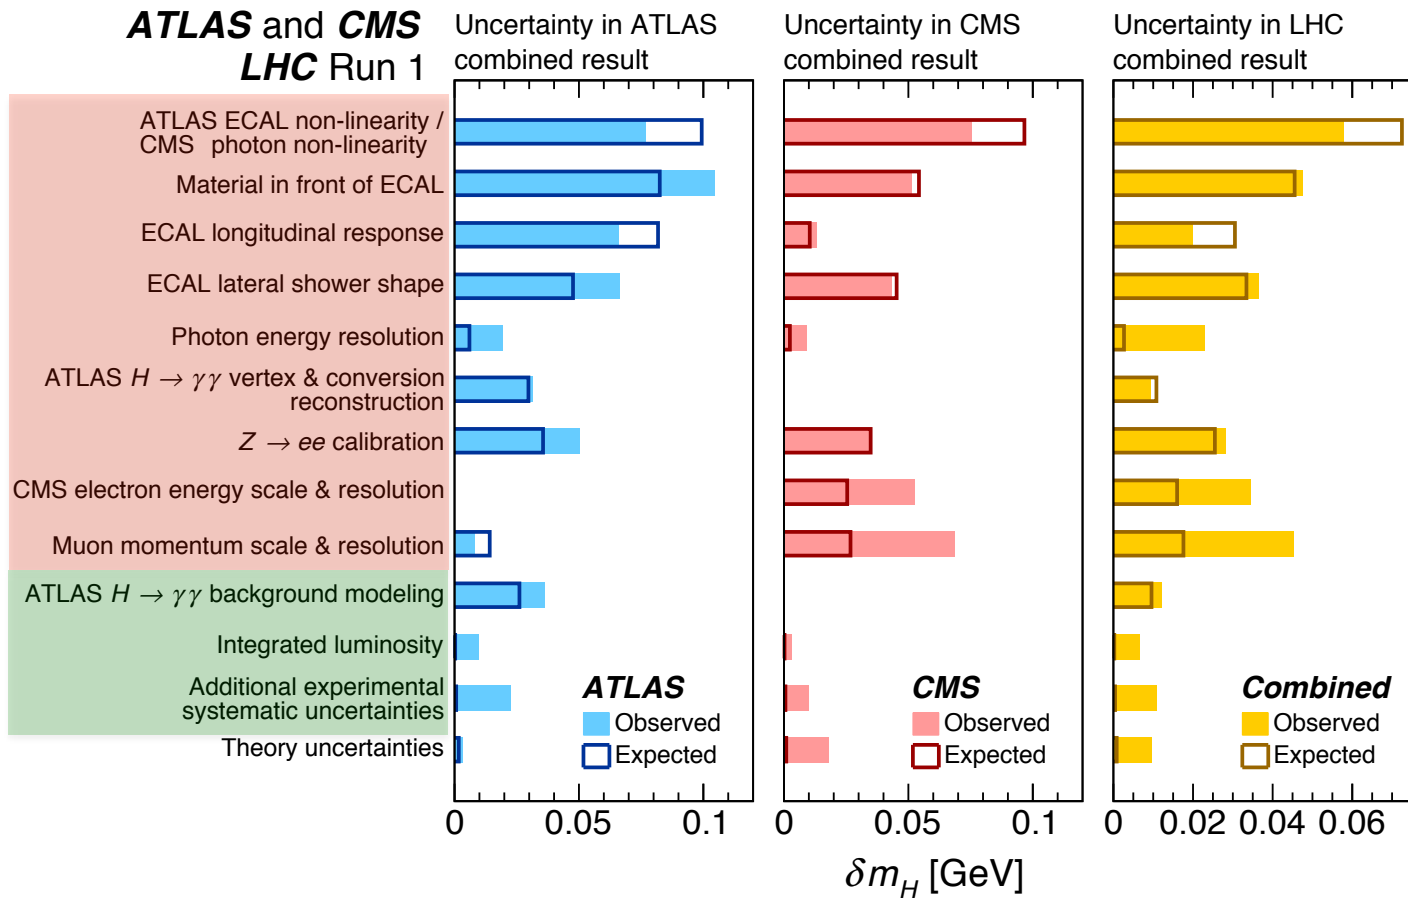 ATLAS and CMS
LHC Run 1
Uncertainty in ATLAS
combined result
Uncertainty in CMS
combined result
Uncertainty in LHC
combined result
ATLAS ECAL non-linearity /
CMS photon non-linearity
Material in front of ECAL
ECAL longitudinal response
ECAL lateral shower shape
Photon energy resolution
ATLAS H → γγ vertex & conversion
reconstruction
Z → ee calibration
CMS electron energy scale & resolution
Muon momentum scale & resolution
ATLAS H → γγ background modeling
Integrated luminosity
Additional experimental
systematic uncertainties
Theory uncertainties
ATLAS
Observed
Expected
CMS
Observed
Expected
Combined
Observed
Expected
0 0.05 0.1
0 0.05 0.1
0 0.02 0.04 0.06
δm_H [GeV]